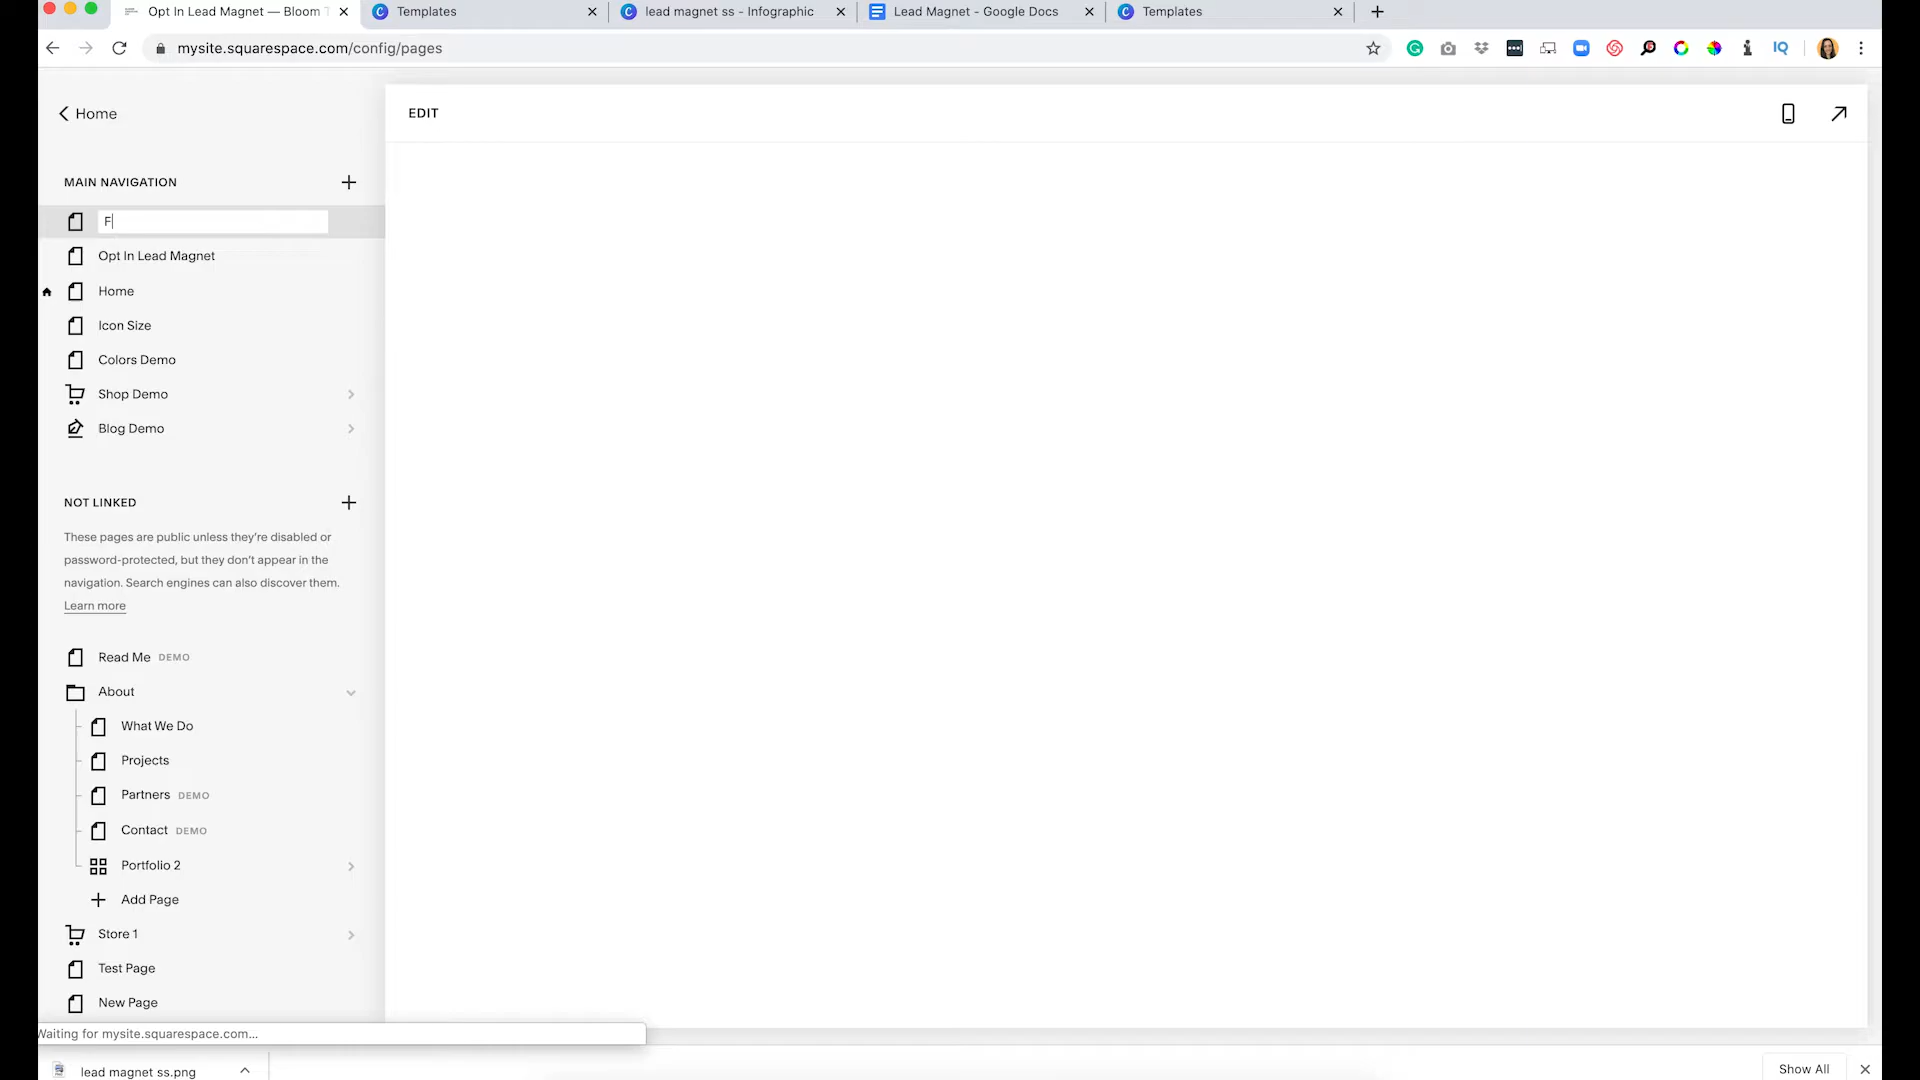 Opt In Lead Magnet — Bloom T
Templates
lead magnet ss - Infographic
Lead Magnet - Google Docs
Templates
mysite.squarespace.com/config/pages
IQ
Home
EDIT
MAIN NAVIGATION
F
Opt In Lead Magnet
Home
Icon Size
Colors Demo
Shop Demo
Blog Demo
NOT LINKED
These pages are public unless they’re disabled or
password-protected, but they don’t appear in the
navigation. Search engines can also discover them.
Learn more
Read Me DEMO
About
What We Do
Projects
Partners DEMO
Contact DEMO
Portfolio 2
Add Page
Store 1
Test Page
New Page
Waiting for mysite.squarespace.com...
lead magnet ss.png
Show All